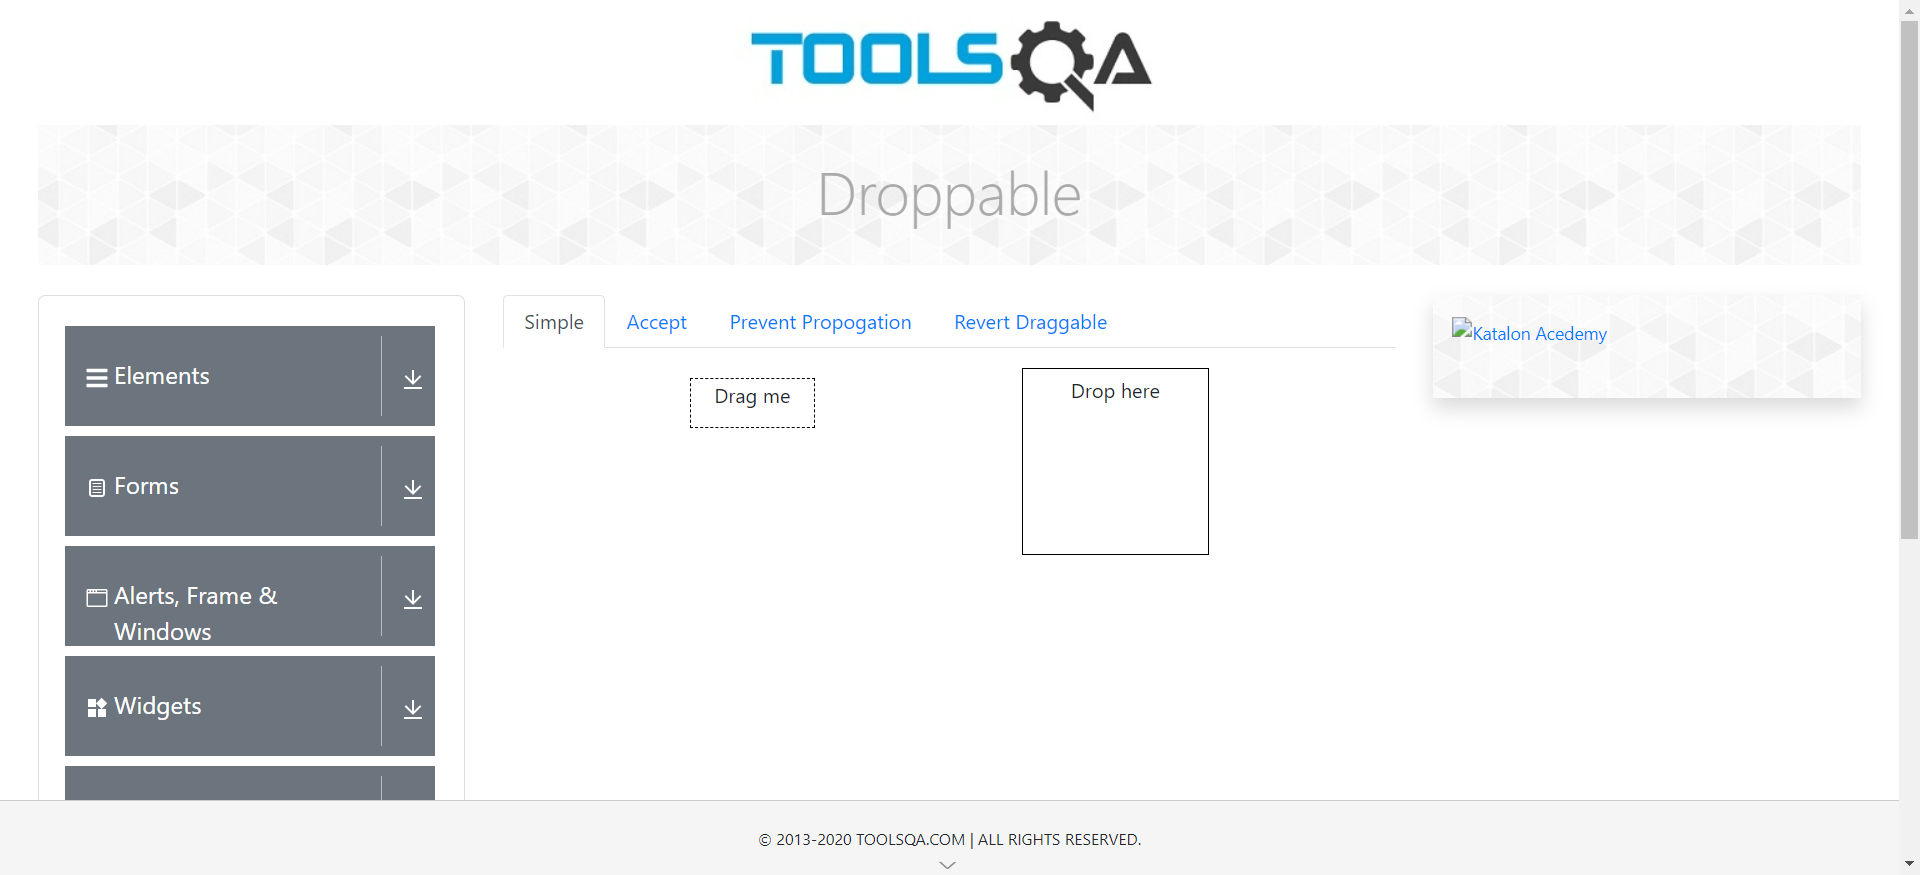 TOOLSQA
Droppable
Elements
Forms
Alerts, Frame &
Windows
Widgets
Simple
Accept
Prevent Propogation
Revert Draggable
Drag me
Drop here
Katalon Acedemy
© 2013-2020 TOOLSQA.COM | ALL RIGHTS RESERVED.